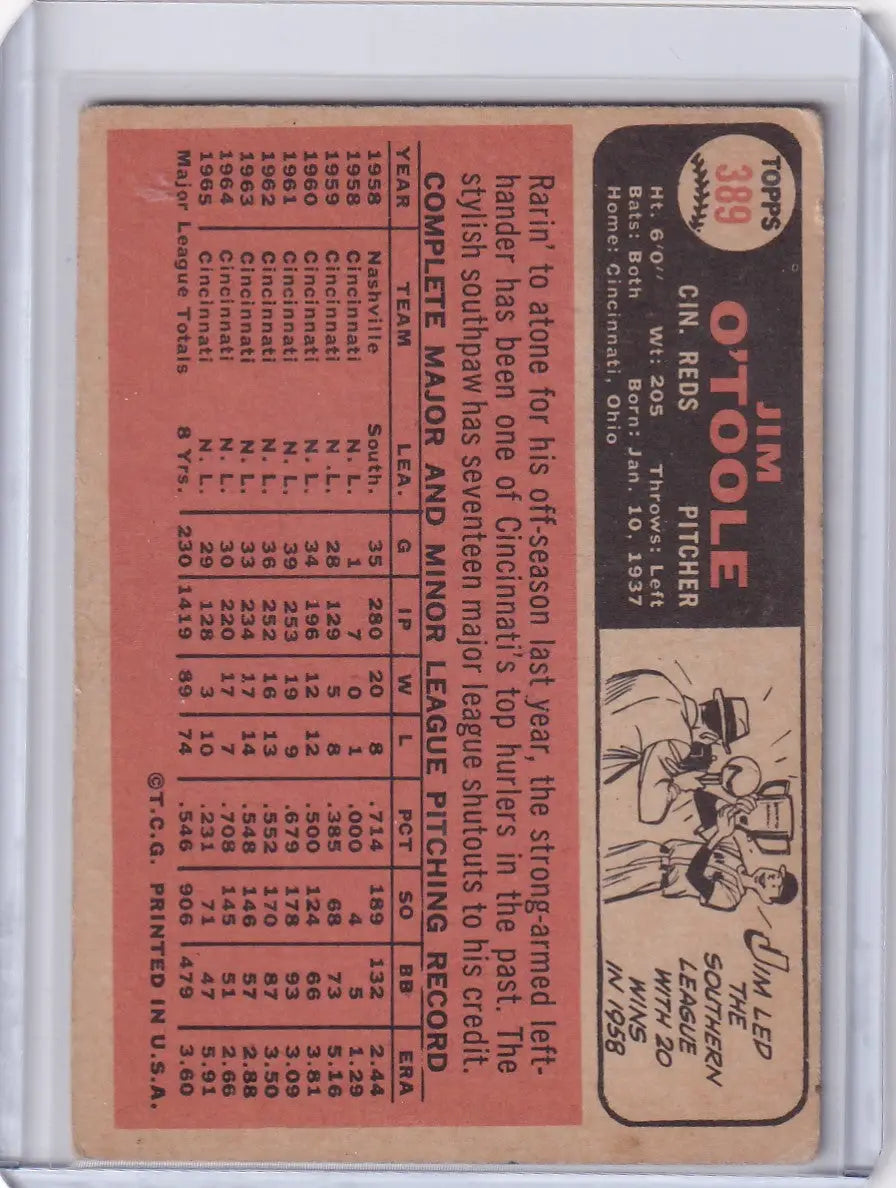 TOPPS
389
JIM
O'TOOLE
CIN. REDS PITCHER
Ht. 6'0" Wt: 205 Throws: Left
Bats: Both Born: Jan. 10, 1937
Home: Cincinnati, Ohio
JIM LED
THE
SOUTHERN
LEAGUE
WITH 20
WINS
IN 1958
Rarin' to atone for his off-season last year, the strong-armed left-
hander has been one of Cincinnati's top hurlers in the past. The
stylish southpaw has seventeen major league shutouts to his credit.
COMPLETE MAJOR AND MINOR LEAGUE PITCHING RECORD
YEAR TEAM LEA. G IP W L PCT SO BB ERA
1958 Nashville South. 35 280 20 8 .714 189 132 2.44
1958 Cincinnati N. L. 1 7 0 1 .000 4 5 1.29
1959 Cincinnati N. L. 28 129 5 8 .385 68 73 5.16
1960 Cincinnati N. L. 34 196 12 12 .500 124 66 3.81
1961 Cincinnati N. L. 39 253 19 9 .679 178 93 3.09
1962 Cincinnati N. L. 36 252 16 13 .552 170 87 3.50
1963 Cincinnati N. L. 33 234 17 14 .548 146 57 2.88
1964 Cincinnati N. L. 30 220 17 7 .708 145 51 2.66
1965 Cincinnati N. L. 29 128 3 10 .231 71 47 5.91
Major League Totals 8 Yrs. 230 1419 89 74 .546 906 479. 3.60
©T.C.G. PRINTED IN U.S.A.